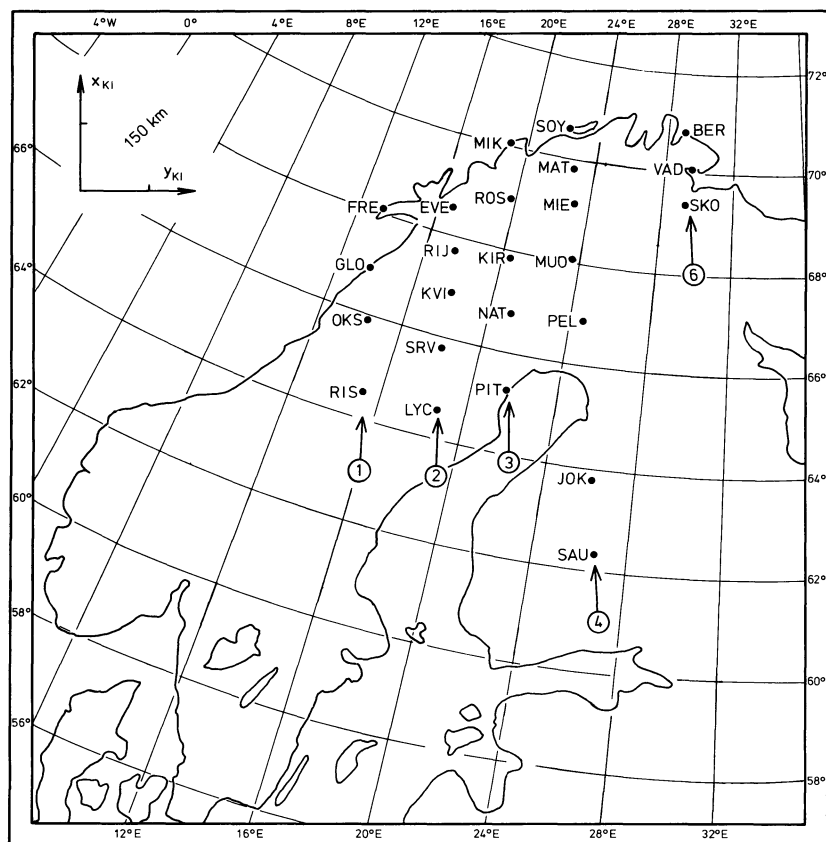 4°W 0° 4°E 8°E 12°E 16°E 20°E 24°E 28°E 32°E
72°
x KI
150 km
y KI
66°
SOY BER
MIK
MAT VAD 70°
ROS MIE SKO
FRE EVE
RIJ KIR MUO 6
64° GLO 68°
KVI
OKS NAT PEL
SRV
66°
62° RIS PIT
LYC
1 2 3
JOK 64°
60°
SAU
62°
4
58°
60°
56°
58°
12°E 16°E 20°E 24°E 28°E 32°E